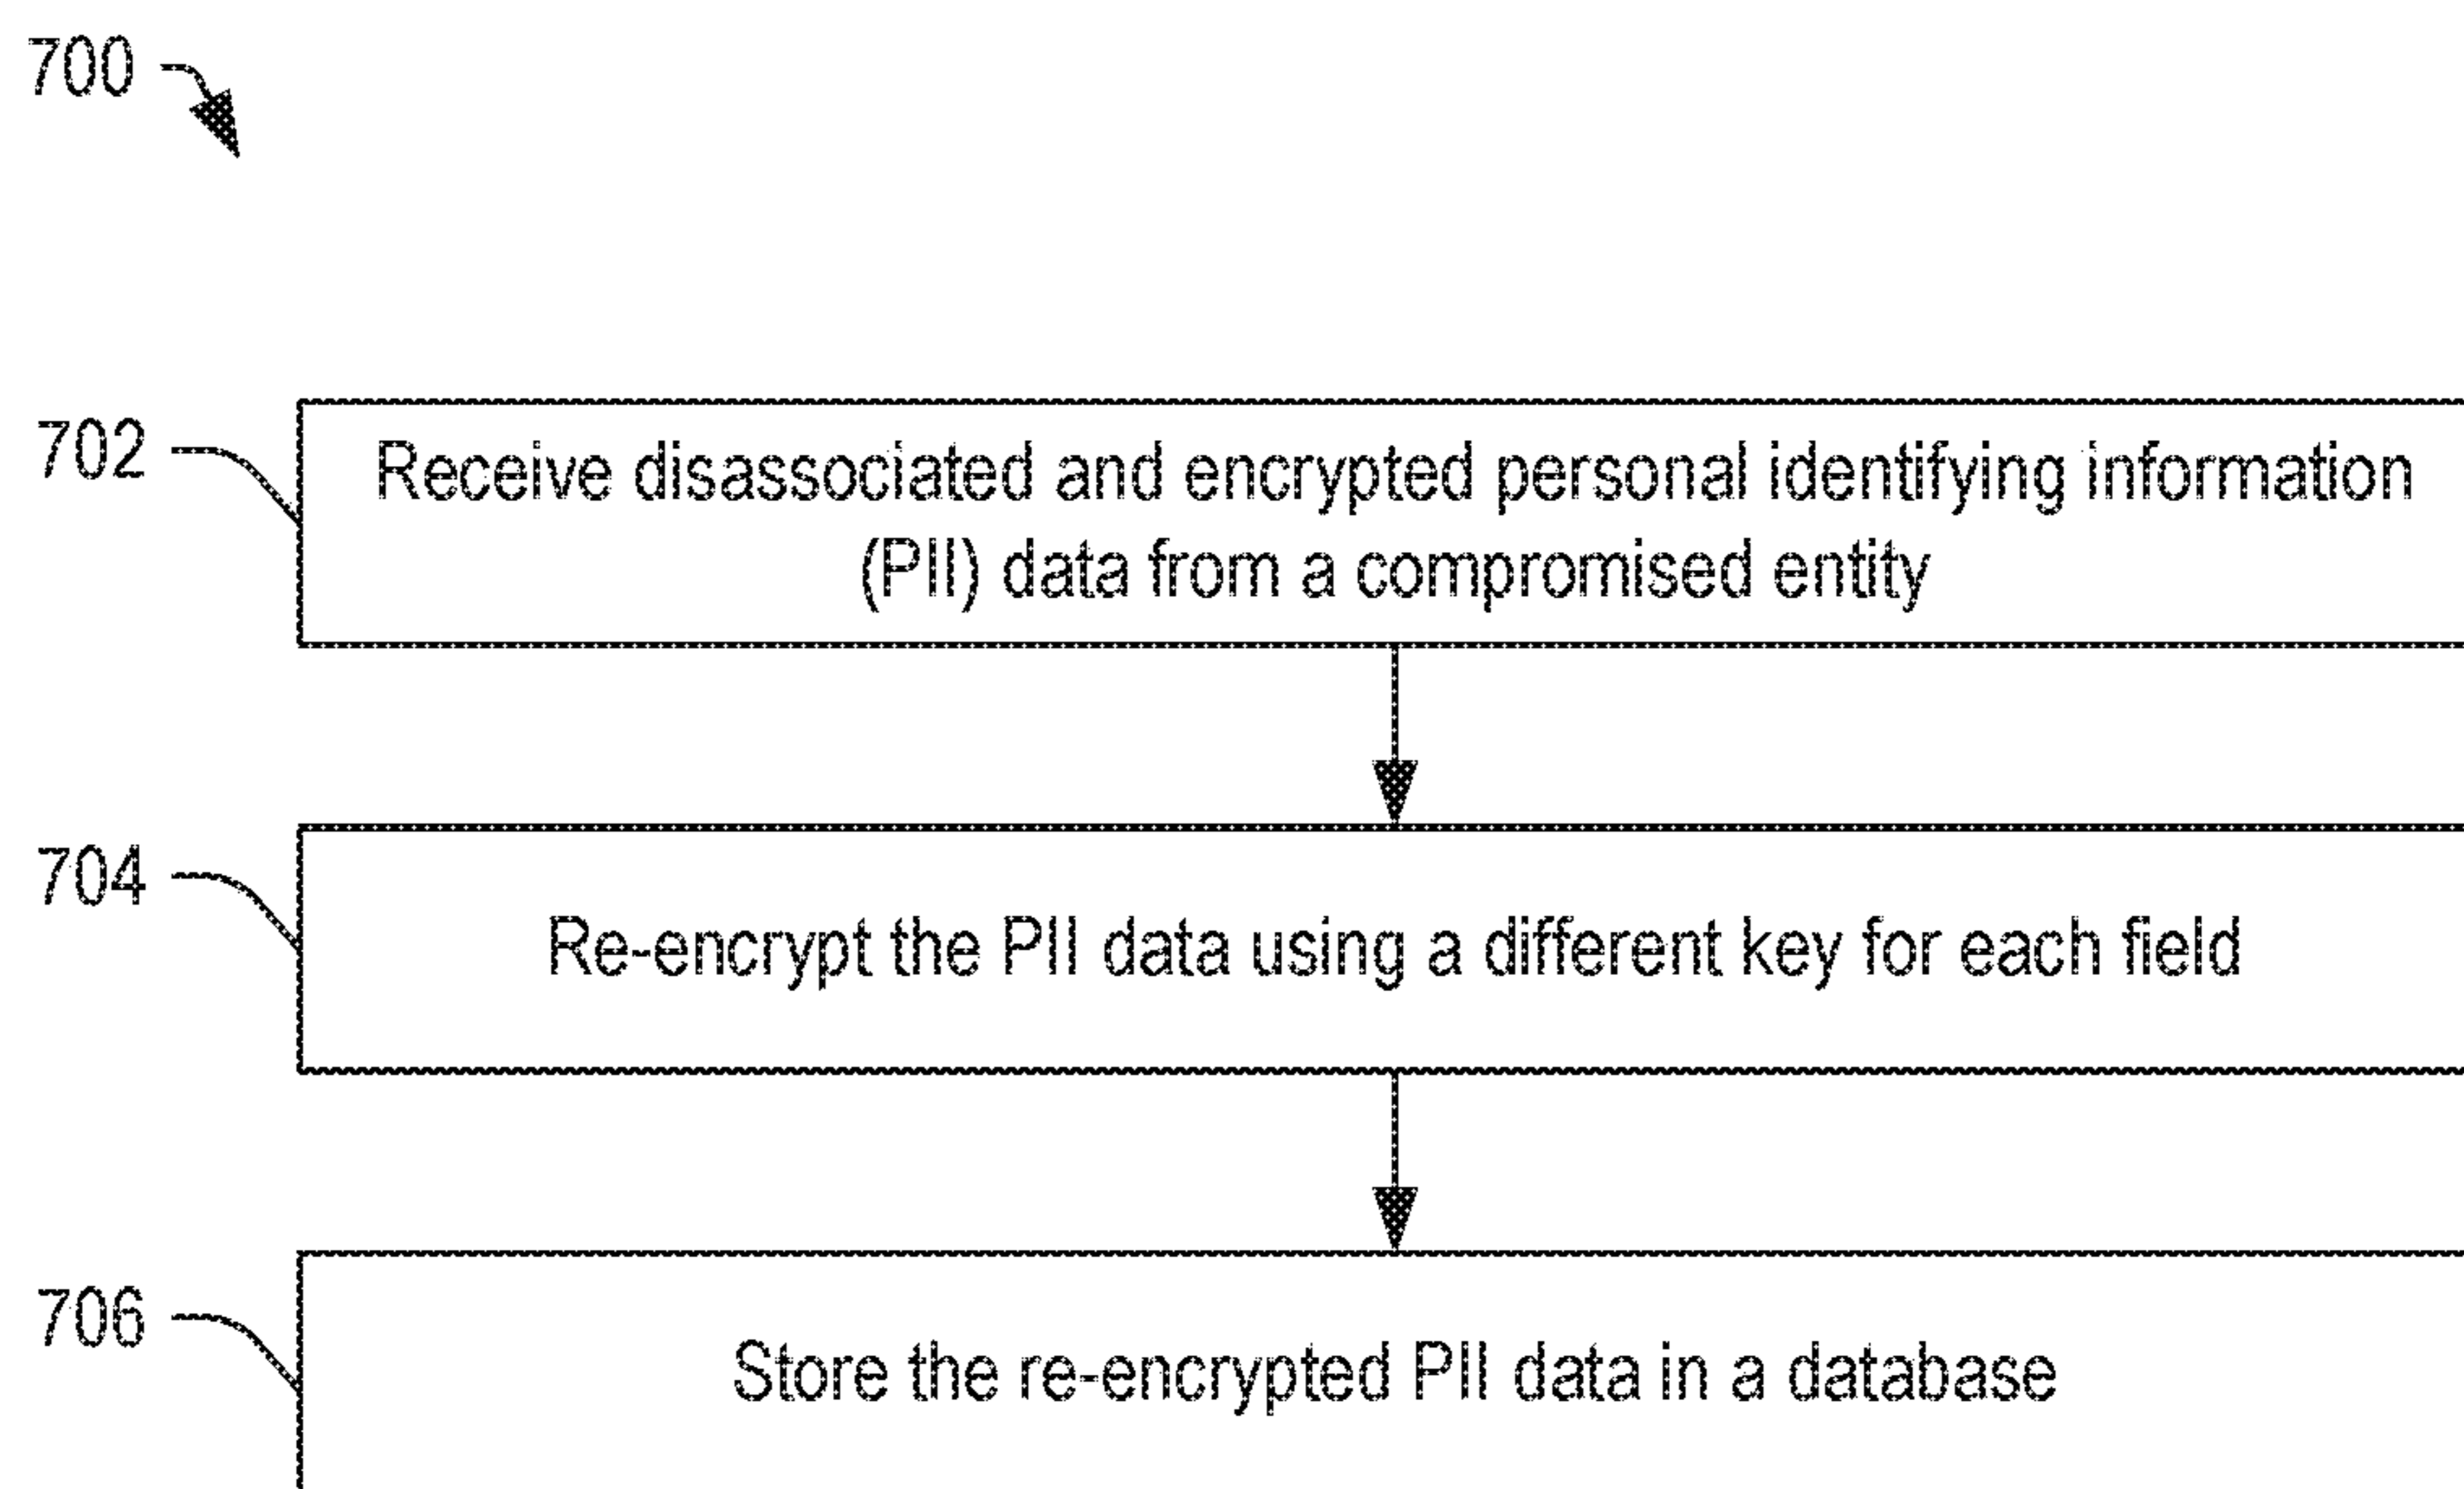 700
702
Receive disassociated and encrypted personal identifying information
(PII) data from a compromised entity
704
Re-encrypt the PII data using a different key for each field
706
Store the re-encrypted PII data in a database